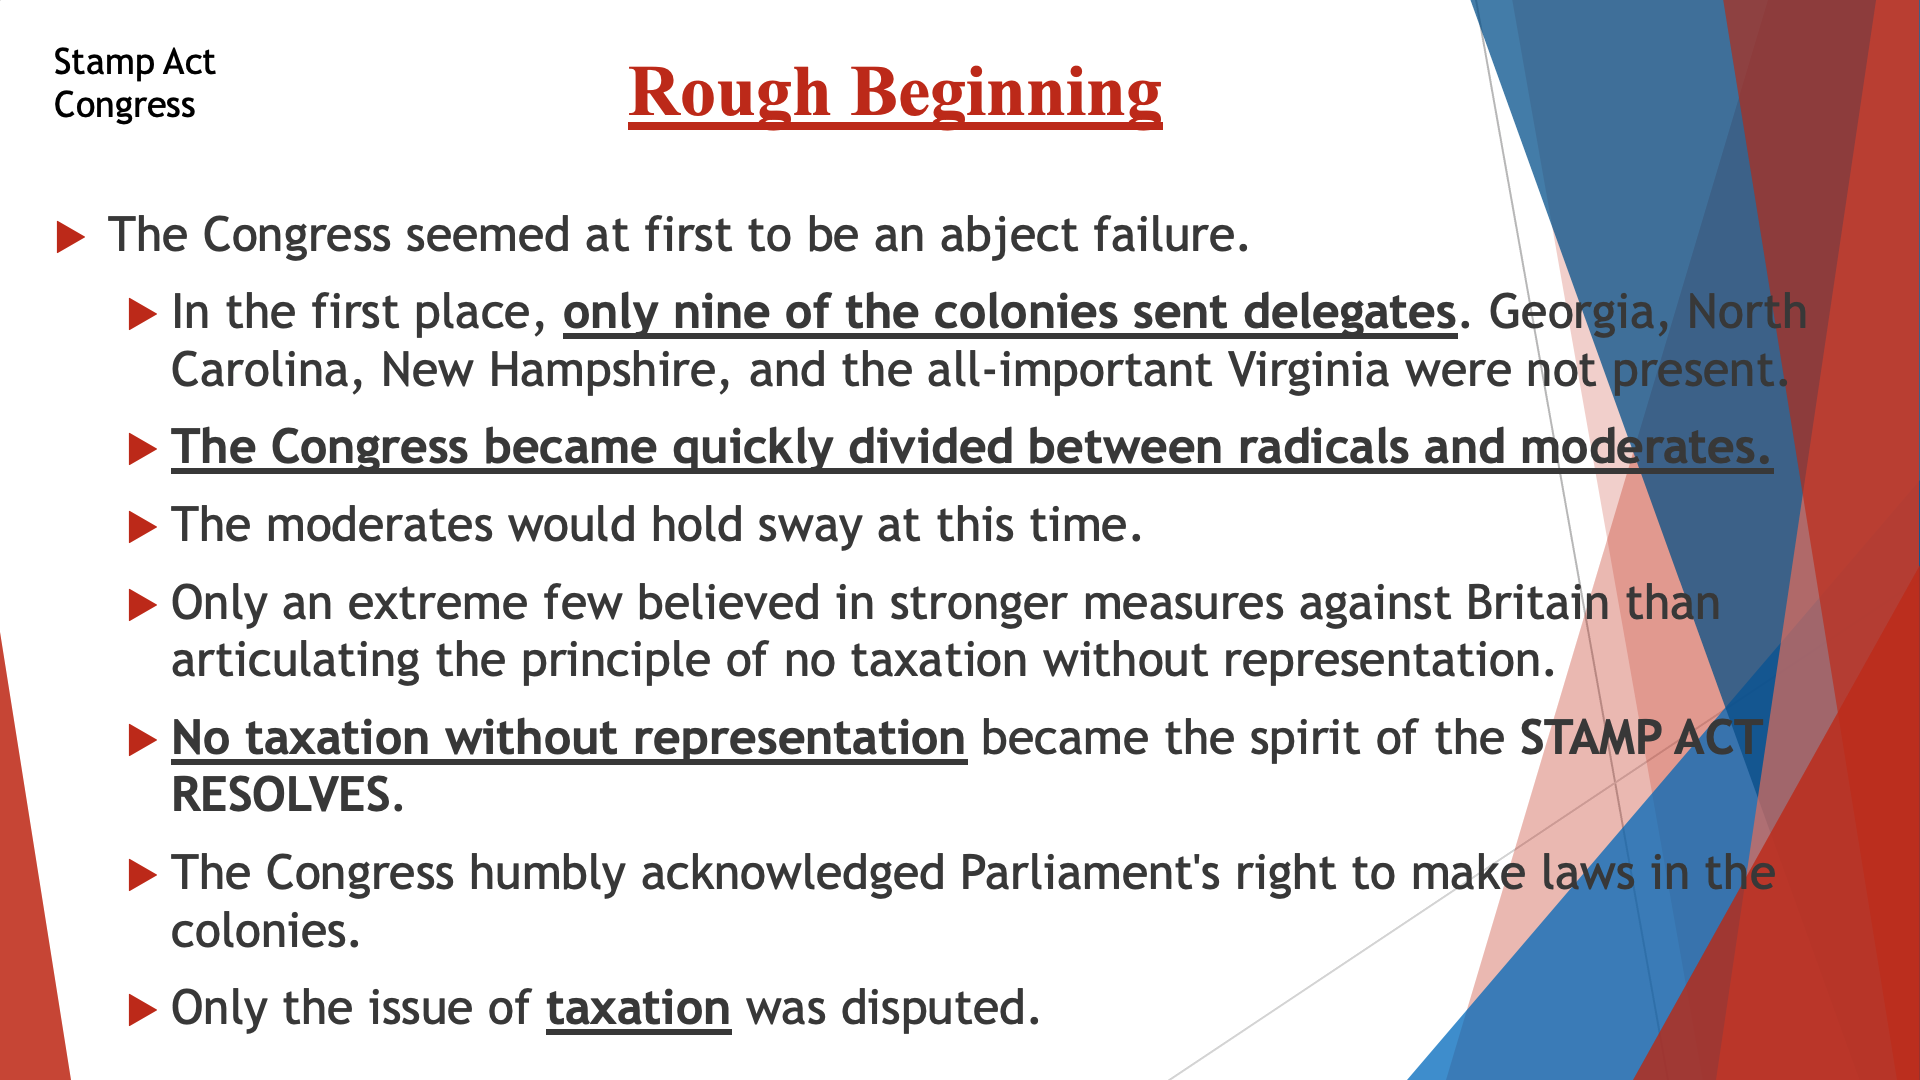 Stamp Act
Congress
Rough Beginning
The Congress seemed at first to be an abject failure.
In the first place, only nine of the colonies sent delegates. Georgia, North
Carolina, New Hampshire, and the all-important Virginia were not present.
The Congress became quickly divided between radicals and moderates.
The moderates would hold sway at this time.
Only an extreme few believed in stronger measures against Britain than
articulating the principle of no taxation without representation.
No taxation without representation became the spirit of the STAMP ACT
RESOLVES.
The Congress humbly acknowledged Parliament's right to make laws in the
colonies.
Only the issue of taxation was disputed.